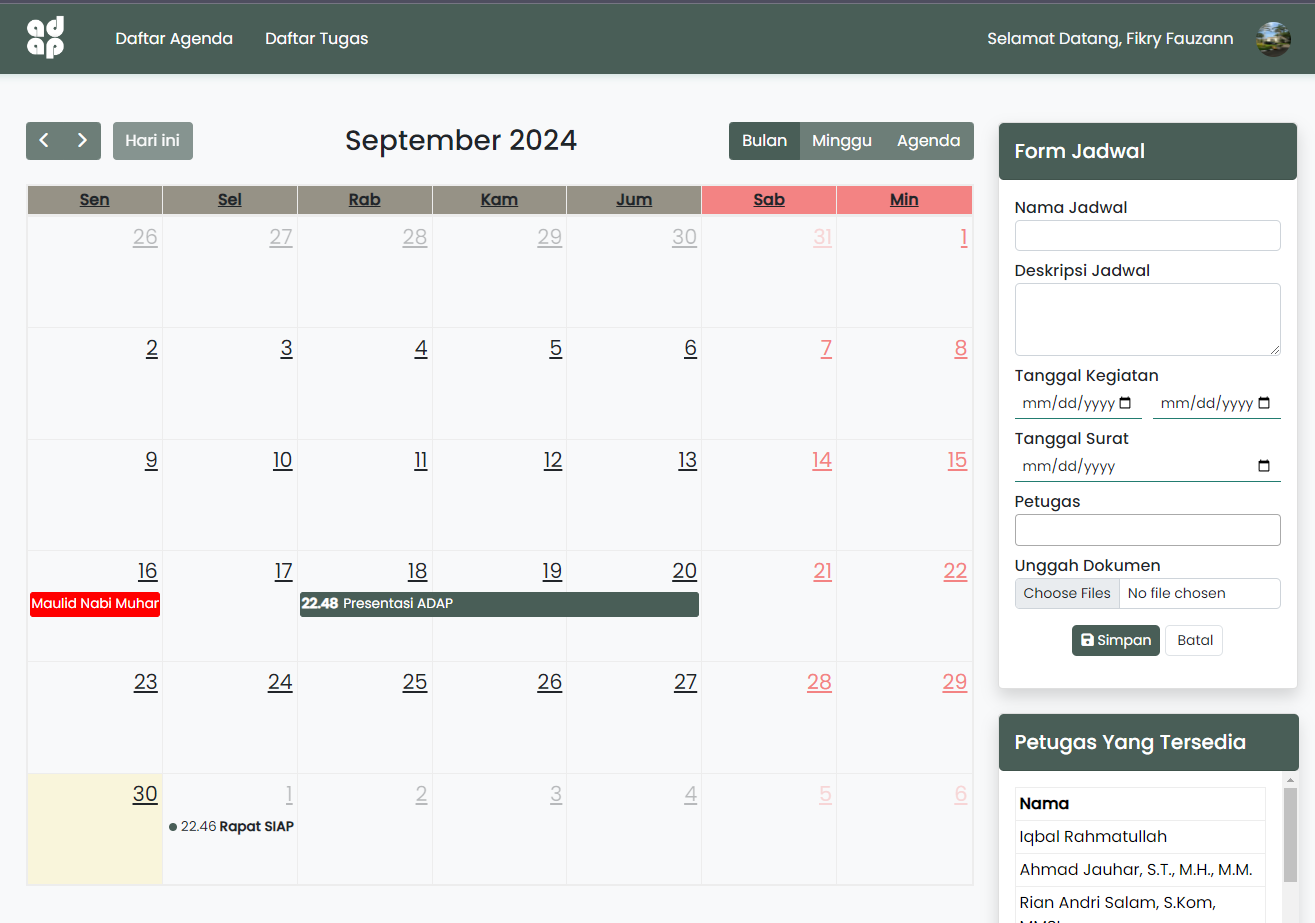 ad
ap
Daftar Agenda
Daftar Tugas
Selamat Datang, Fikry Fauzann
Hari ini
September 2024
Bulan
Minggu
Agenda
Sen Sel Rab Kam Jum Sab Min
26 27 28 29 30 31 1
2 3 4 5 6 7 8
9 10 11 12 13 14 15
16 17 18 19 20 21 22
Maulid Nabi Muhar
22.48 Presentasi ADAP
23 24 25 26 27 28 29
30 1 2 3 4 5 6
22.46 Rapat SIAP
Form Jadwal
Nama Jadwal
Deskripsi Jadwal
Tanggal Kegiatan
mm/dd/yyyy mm/dd/yyyy
Tanggal Surat
mm/dd/yyyy
Petugas
Unggah Dokumen
Choose Files No file chosen
Simpan Batal
Petugas Yang Tersedia
Nama
Iqbal Rahmatullah
Ahmad Jauhar, S.T., M.H., M.M.
Rian Andri Salam, S.Kom,